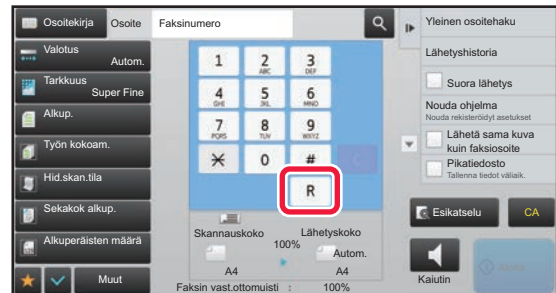 Osoitekirja
Osoite
Faksinumero
Valotus
Autom.
Tarkkuus
Super Fine
Alkup.
Työn kokoam.
Hid.skan.tila
Sekakok alkup.
Alkuperäisten määrä
Muut
1
2
ABC
3
DEF
4
GHI
5
JKL
6
MNO
7
PQRS
8
TUV
9
WXYZ
0
#
C
R
Skannauskoko
100%
Lähetyskoko
Autom.
A4
A4
Faksin vast.ottomuisti : 100%
Yleinen osoitehaku
Lähetyshistoria
Suora lähetys
Nouda ohjelma
Nouda rekisteröidyt asetukset
Lähetä sama kuva
kuin faksiosoite
Pikatiedosto
Tallenna tiedot väliaik.
Esikatselu
CA
Kaiutin
Aloita